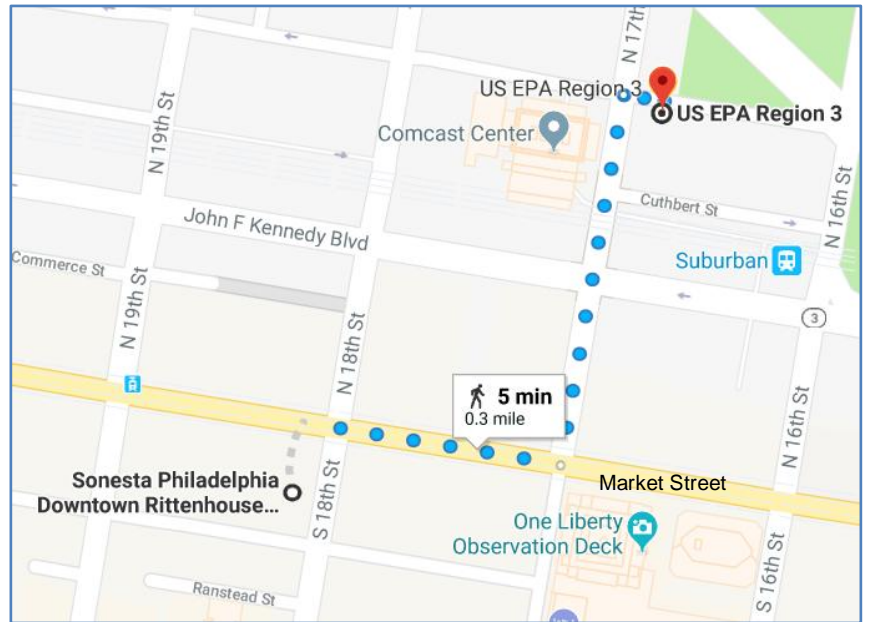 N 17th
US EPA Region 3
US EPA Region 3
Comcast Center
N 19th St
N 16th St
Cuthbert St
John F Kennedy Blvd
Suburban
Commerce St
3
N 19th St
N 18th St
5 min
0.3 mile
N 16th St
Sonesta Philadelphia
Downtown Rittenhouse...
Market Street
S 18th St
One Liberty
Observation Deck
Ranstead St
S 16th St